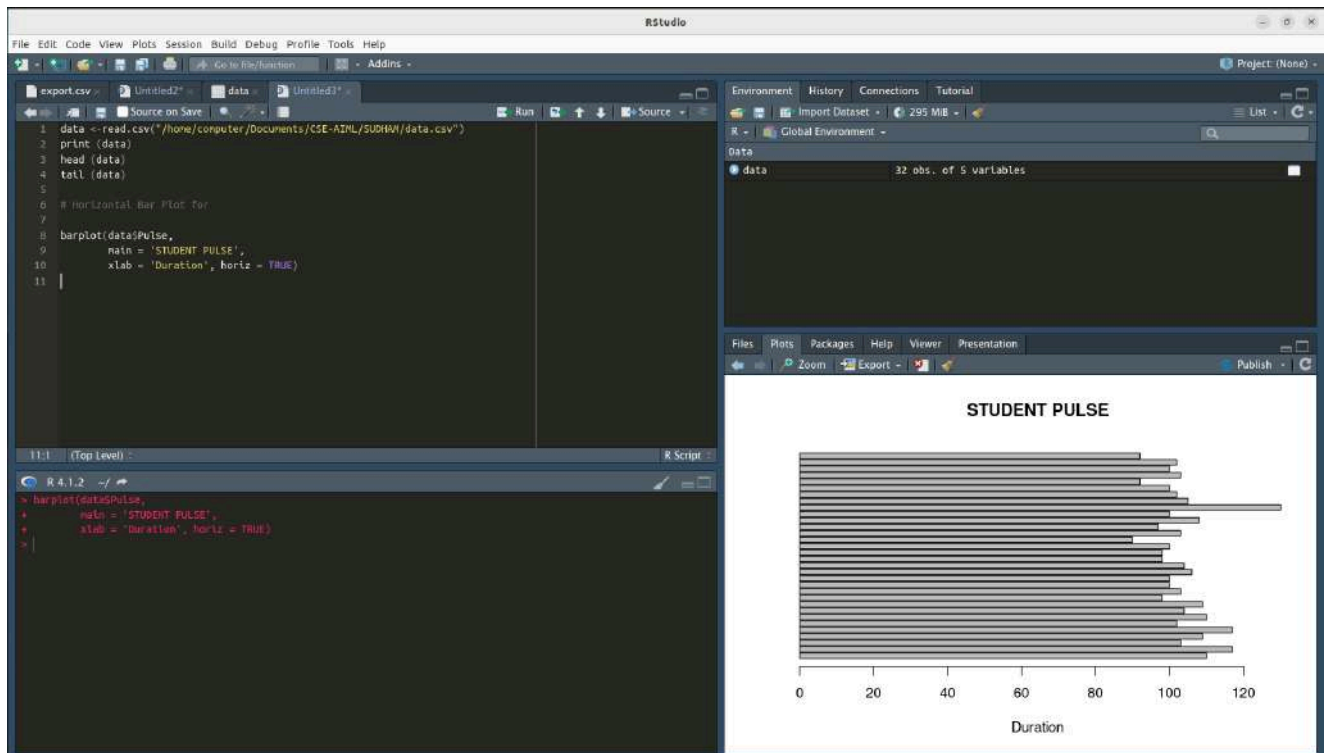 RStudio
File Edit Code View Plots Session Build Debug Profile Tools Help
Go to file/function Addins
Project: (None)
export.csv Untitled2* data Untitled3*
Source on Save Run Source
1 data <-read.csv("/home/computer/Documents/CSE-AIML/SUDHAM/data.csv")
2 print (data)
3 head (data)
4 tail (data)
5
6 # Horizontal Bar Plot for
7
8 barplot(data$Pulse,
9 main = 'STUDENT PULSE',
10 xlab = 'Duration', horiz = TRUE)
11
11:1 (Top Level) R Script
R 4.1.2 ~/
> barplot(data$Pulse,
+ main = 'STUDENT PULSE',
+ xlab = 'Duration', horiz = TRUE)
>
Environment History Connections Tutorial
Import Dataset 295 MiB List
R Global Environment
Data
data 32 obs. of 5 variables
Files Plots Packages Help Viewer Presentation
Zoom Export Publish
STUDENT PULSE
0 20 40 60 80 100 120
Duration